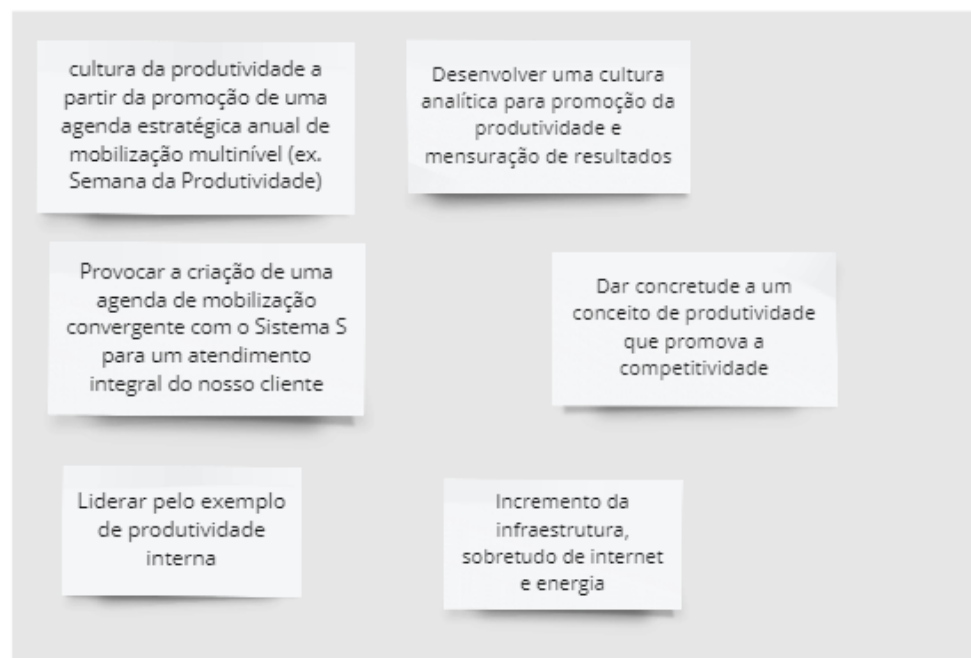 cultura da produtividade a
partir da promoção de uma
agenda estratégica anual de
mobilização multinível (ex.
Semana da Produtividade)
Desenvolver uma cultura
analítica para promoção da
produtividade e
mensuração de resultados
Provocar a criação de uma
agenda de mobilização
convergente com o Sistema S
para um atendimento
integral do nosso cliente
Dar concretude a um
conceito de produtividade
que promova a
competitividade
Liderar pelo exemplo
de produtividade
interna
Incremento da
infraestrutura,
sobretudo de internet
e energia